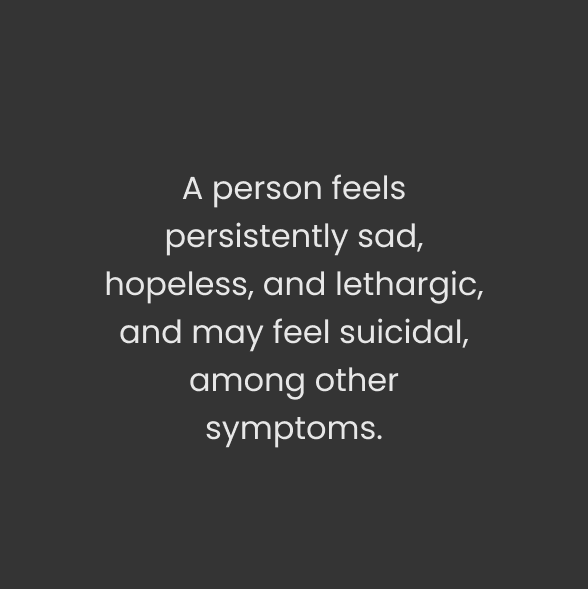 A person feels
persistently sad,
hopeless, and lethargic,
and may feel suicidal,
among other
symptoms.